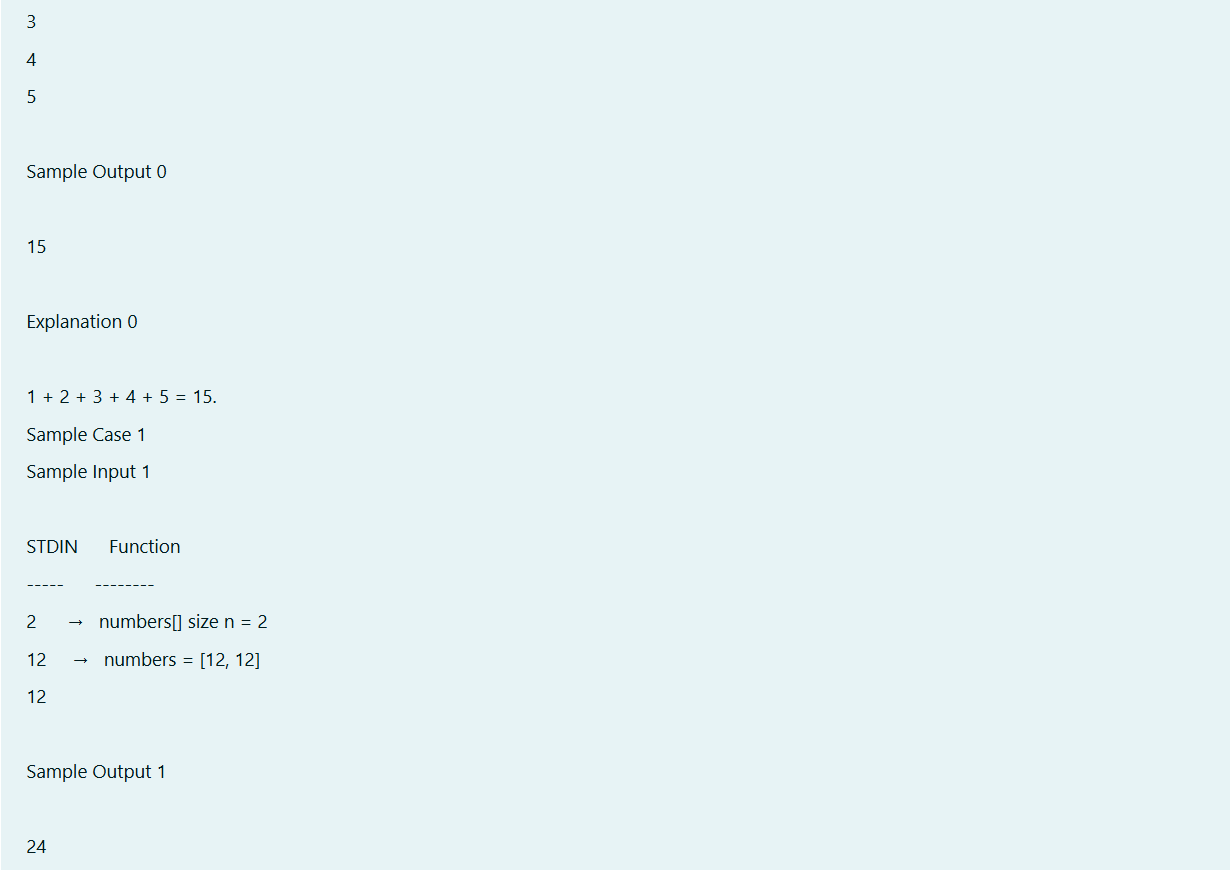 3
4
5
Sample Output 0
15
Explanation 0
1 + 2 + 3 + 4 + 5 = 15.
Sample Case 1
Sample Input 1
STDIN Function
----- --------
2 → numbers[] size n = 2
12 → numbers = [12, 12]
12
Sample Output 1
24